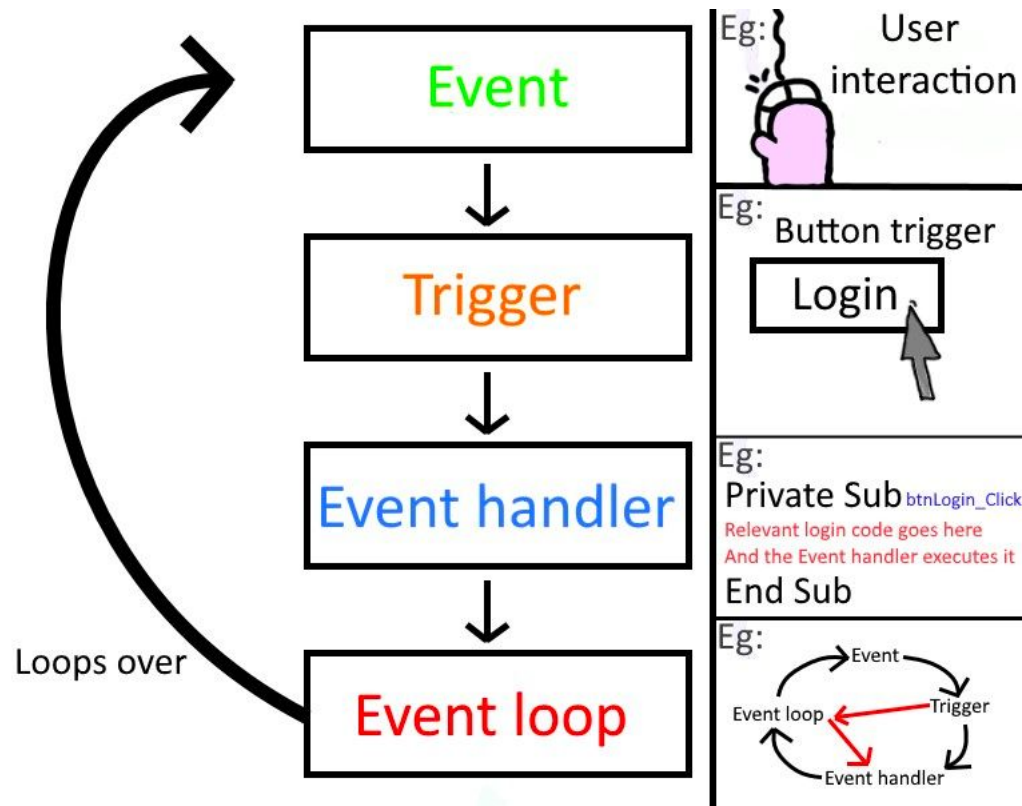 Event
Trigger
Event handler
Event loop
Loops over
Eg:
User
interaction
Eg:
Button trigger
Login
Eg:
Private Sub btnLogin_Click
Relevant login code goes here
And the Event handler executes it
End Sub
Eg:
Event
Trigger
Event loop
Event handler